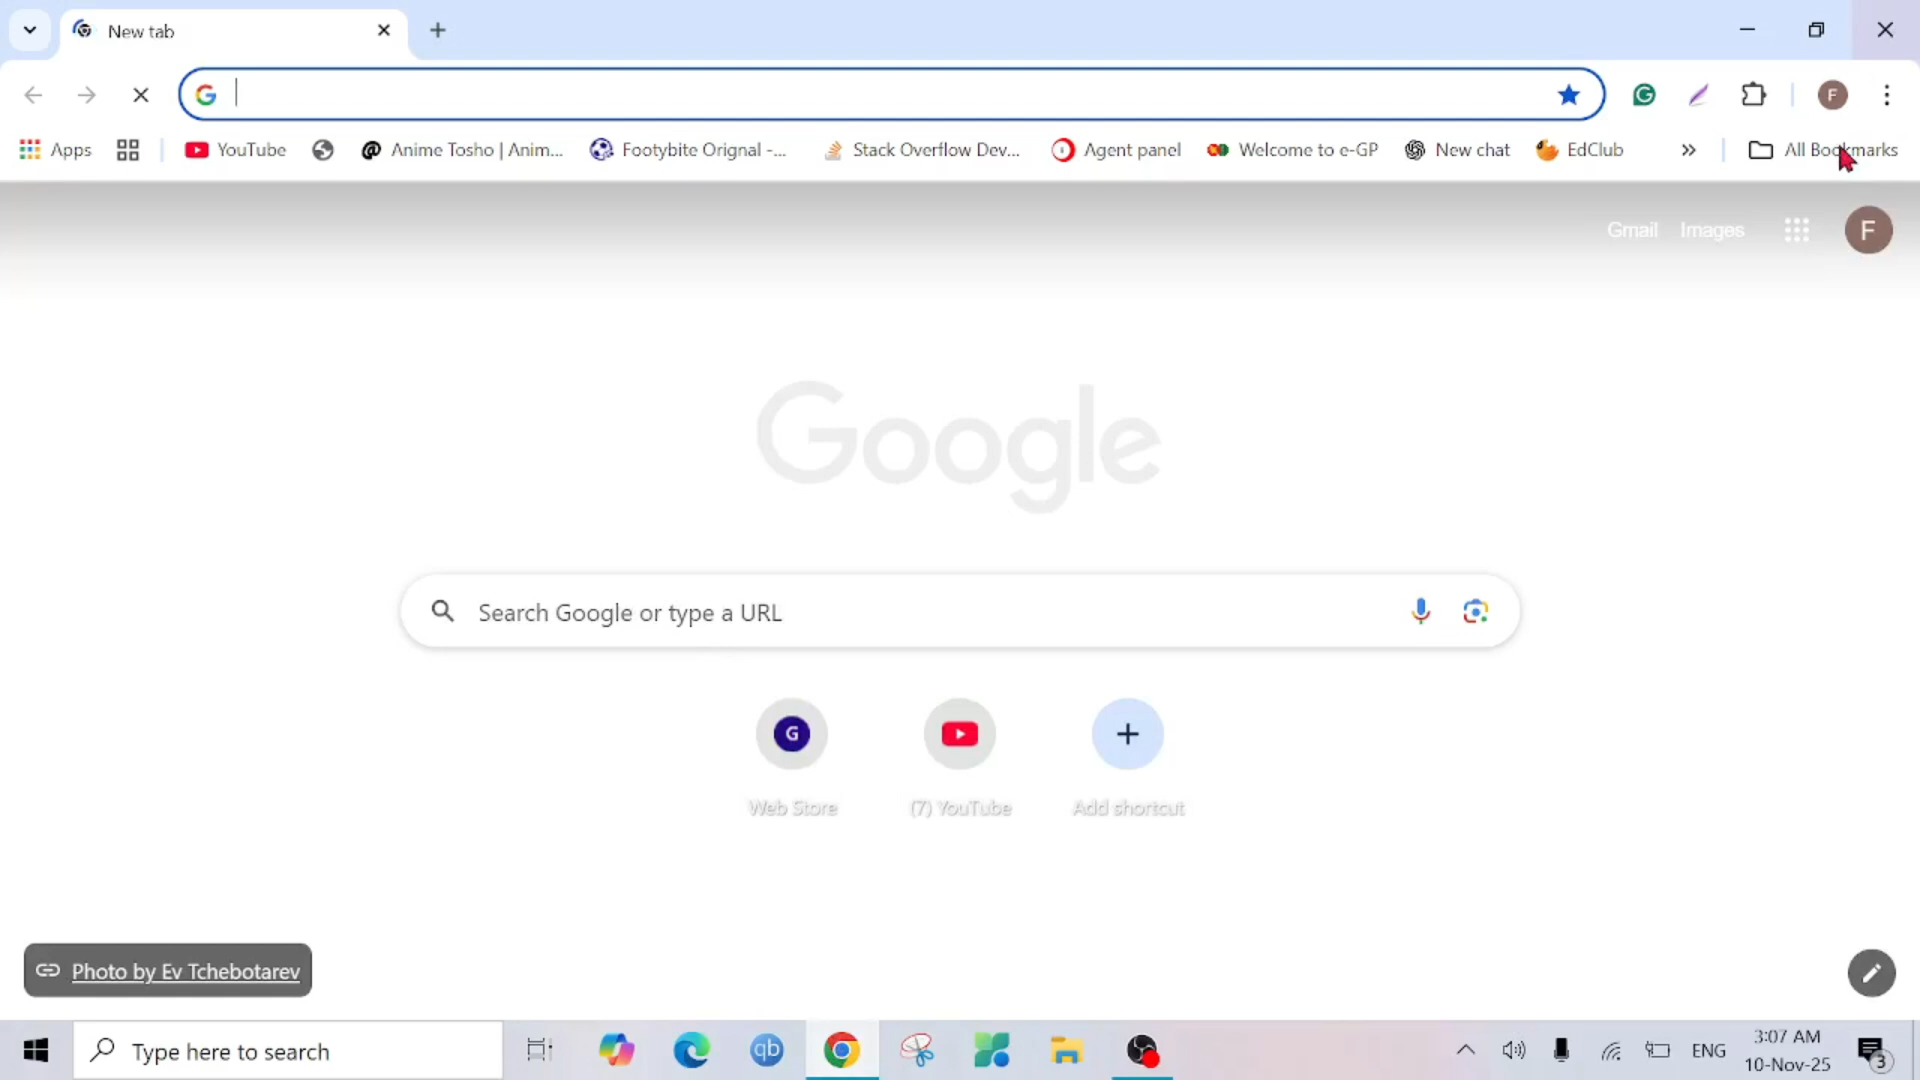 New tab
Apps
YouTube
Anime Tosho | Anim...
Footybite Orignal -...
Stack Overflow Dev...
Agent panel
Welcome to e-GP
New chat
EdClub
All Bookmarks
Gmail
Images
F
F
Google
Search Google or type a URL
G
Web Store
(7) YouTube
Add shortcut
Photo by Ev Tchebotarev
Type here to search
qb
ENG
3:07 AM
10-Nov-25
3